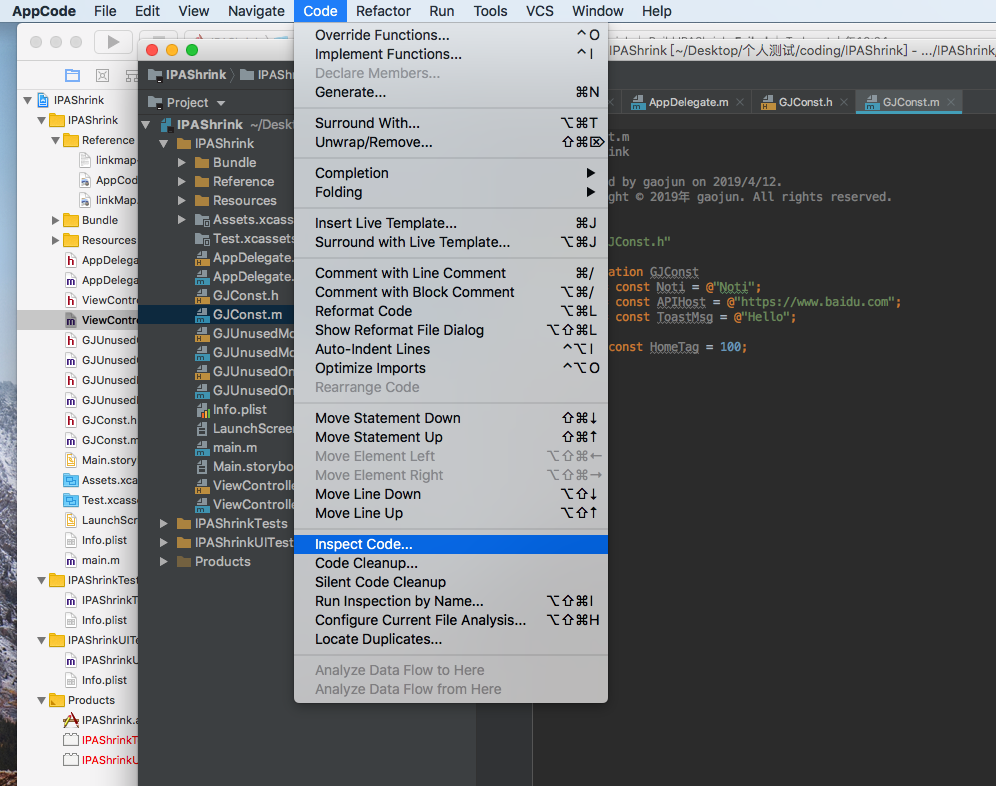 AppCode File Edit View Navigate Code Refactor Run Tools VCS Window Help
IPAShrink [~/Desktop/个人测试/coding/IPAShrink] - .../IPAShrink
IPAShrink
IPAShrink
Reference
linkmap
AppCod
linkMap.
Bundle
Resources
AppDelega
AppDelega
ViewContro
ViewContro
GJUnused
GJUnused
GJUnused
GJUnused
GJConst.h
GJConst.m
Main.story
Assets.xca
Test.xcasse
LaunchScr
Info.plist
main.m
IPAShrinkTest
IPAShrinkT
Info.plist
IPAShrinkUITe
IPAShrinkU
Info.plist
Products
IPAShrink.a
IPAShrinkT
IPAShrinkU
IPAShrink IPASh
Project
IPAShrink ~/Desk
IPAShrink
Bundle
Reference
Resources
Assets.xcass
Test.xcassets
AppDelegate.
AppDelegate.
GJConst.h
GJConst.m
GJUnusedMo
GJUnusedMo
GJUnusedOn
GJUnusedOn
Info.plist
LaunchScreen
main.m
Main.storybo
ViewControlle
ViewControlle
IPAShrinkTests
IPAShrinkUITest
Products
Override Functions... ^O
Implement Functions... ^I
Declare Members...
Generate... ⌘N
Surround With... ⌥⌘T
Unwrap/Remove... ⇧⌘⌦
Completion ▶
Folding ▶
Insert Live Template... ⌘J
Surround with Live Template... ⌥⌘J
Comment with Line Comment ⌘/
Comment with Block Comment ⌥⌘/
Reformat Code ⌥⌘L
Show Reformat File Dialog ⌥⇧⌘L
Auto-Indent Lines ^⌥I
Optimize Imports ^⌥O
Rearrange Code
Move Statement Down ⇧⌘↓
Move Statement Up ⇧⌘↑
Move Element Left ⌥⇧⌘←
Move Element Right ⌥⇧⌘→
Move Line Down ⌥⇧↓
Move Line Up ⌥⇧↑
Inspect Code...
Code Cleanup...
Silent Code Cleanup
Run Inspection by Name... ⌥⇧⌘I
Configure Current File Analysis... ⌥⇧⌘H
Locate Duplicates...
Analyze Data Flow to Here
Analyze Data Flow from Here
AppDelegate.m × GJConst.h × GJConst.m ×
t.m
ink
d by gaojun on 2019/4/12.
ght © 2019年 gaojun. All rights reserved.
JConst.h"
ation GJConst
const Noti = @"Noti";
const APIHost = @"https://www.baidu.com";
const ToastMsg = @"Hello";
const HomeTag = 100;